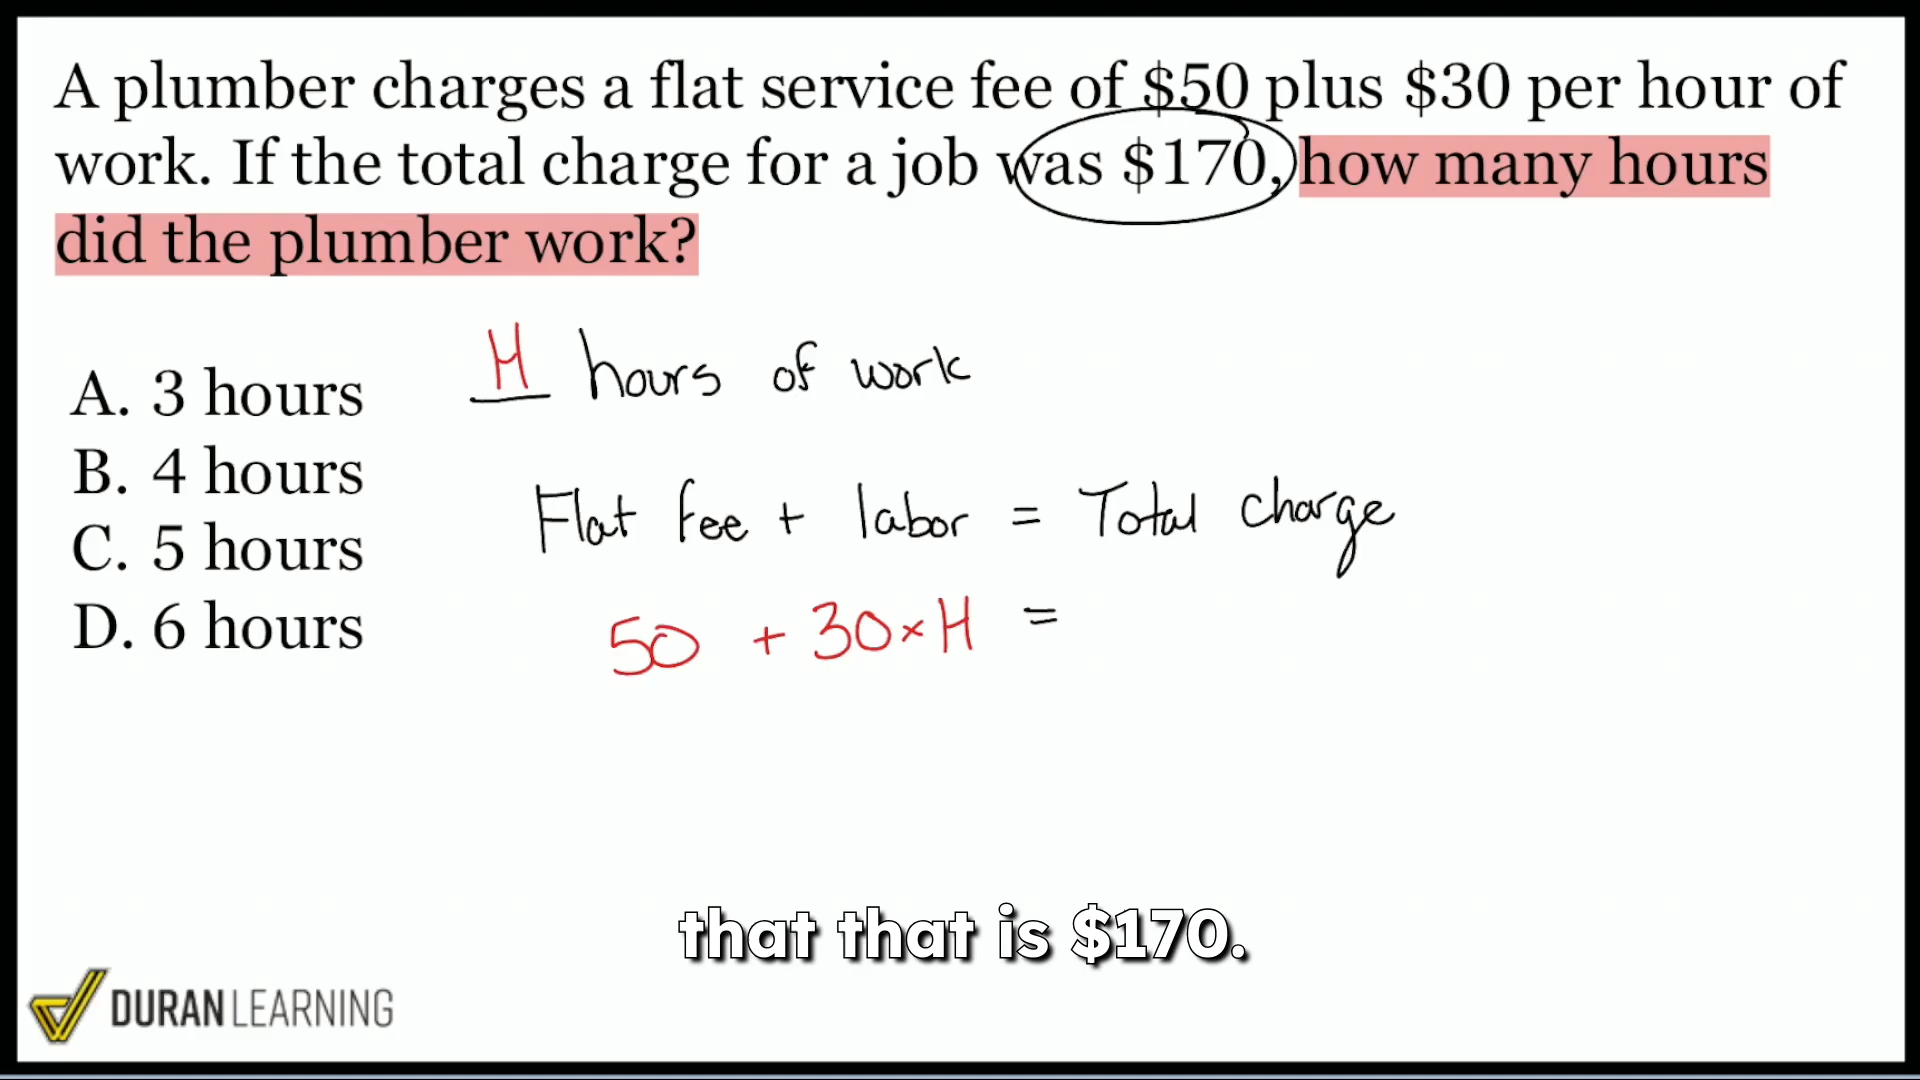 A plumber charges a flat service fee of $50 plus $30 per hour of
work. If the total charge for a job was $170, how many hours
did the plumber work?
A. 3 hours
B. 4 hours
C. 5 hours
D. 6 hours
H hours of work
Flat Fee + labor = Total charge
50 + 30×H =
that that is $170.
DURAN LEARNING